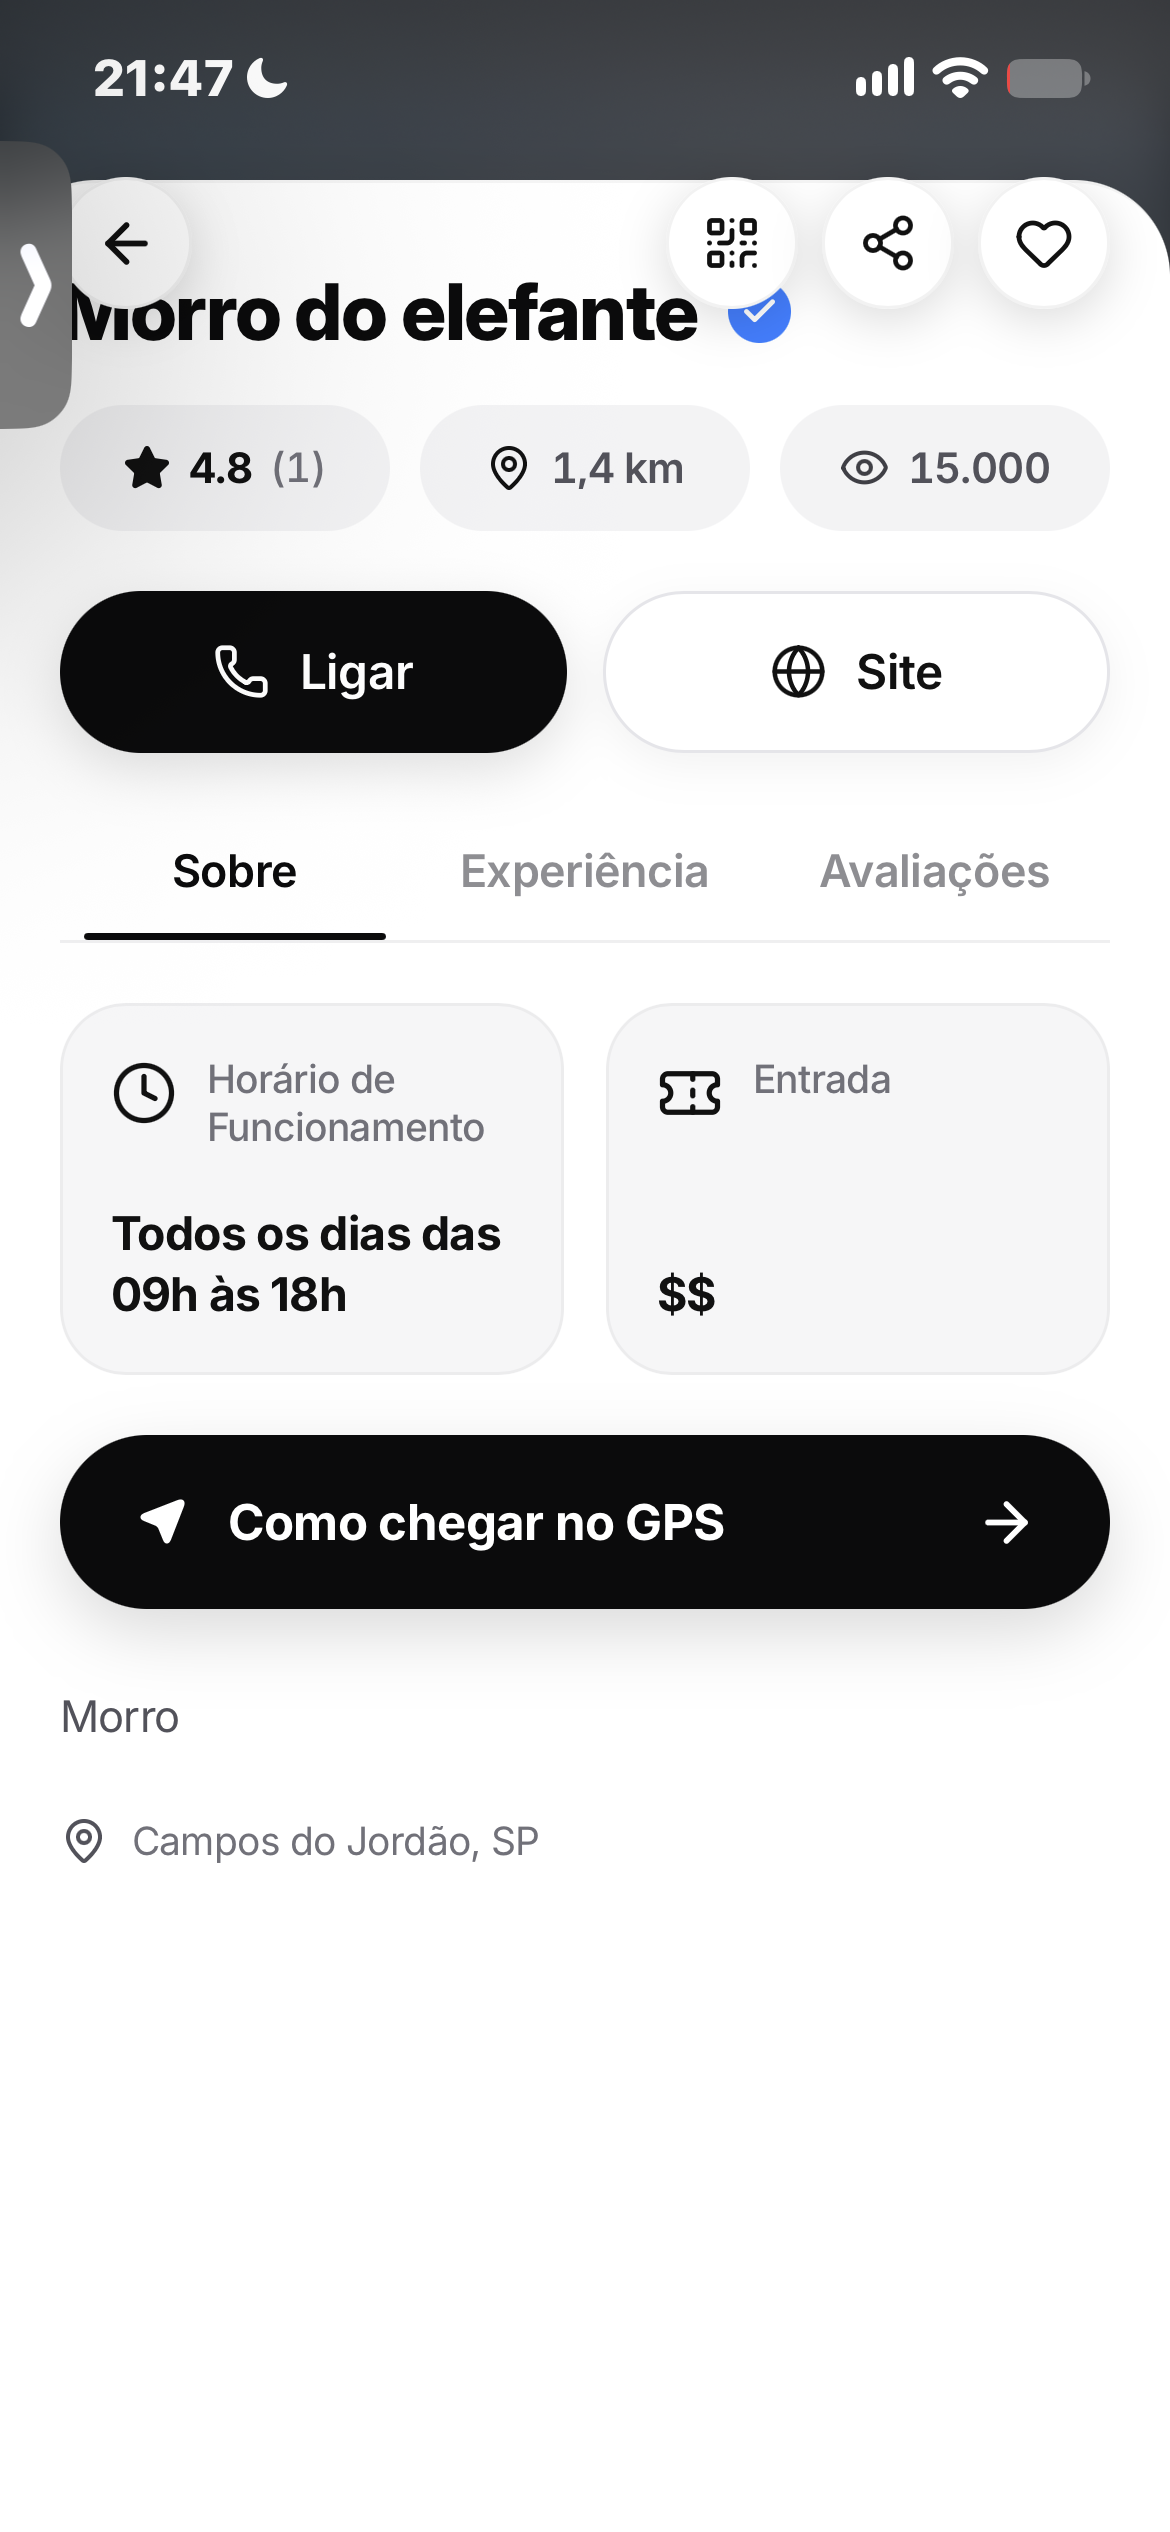 21:47
Morro do elefante
4.8 (1)
1,4 km
15.000
Ligar
Site
Sobre
Experiência
Avaliações
Horário de
Funcionamento
Todos os dias das
09h às 18h
Entrada
$$
Como chegar no GPS
Morro
Campos do Jordão, SP